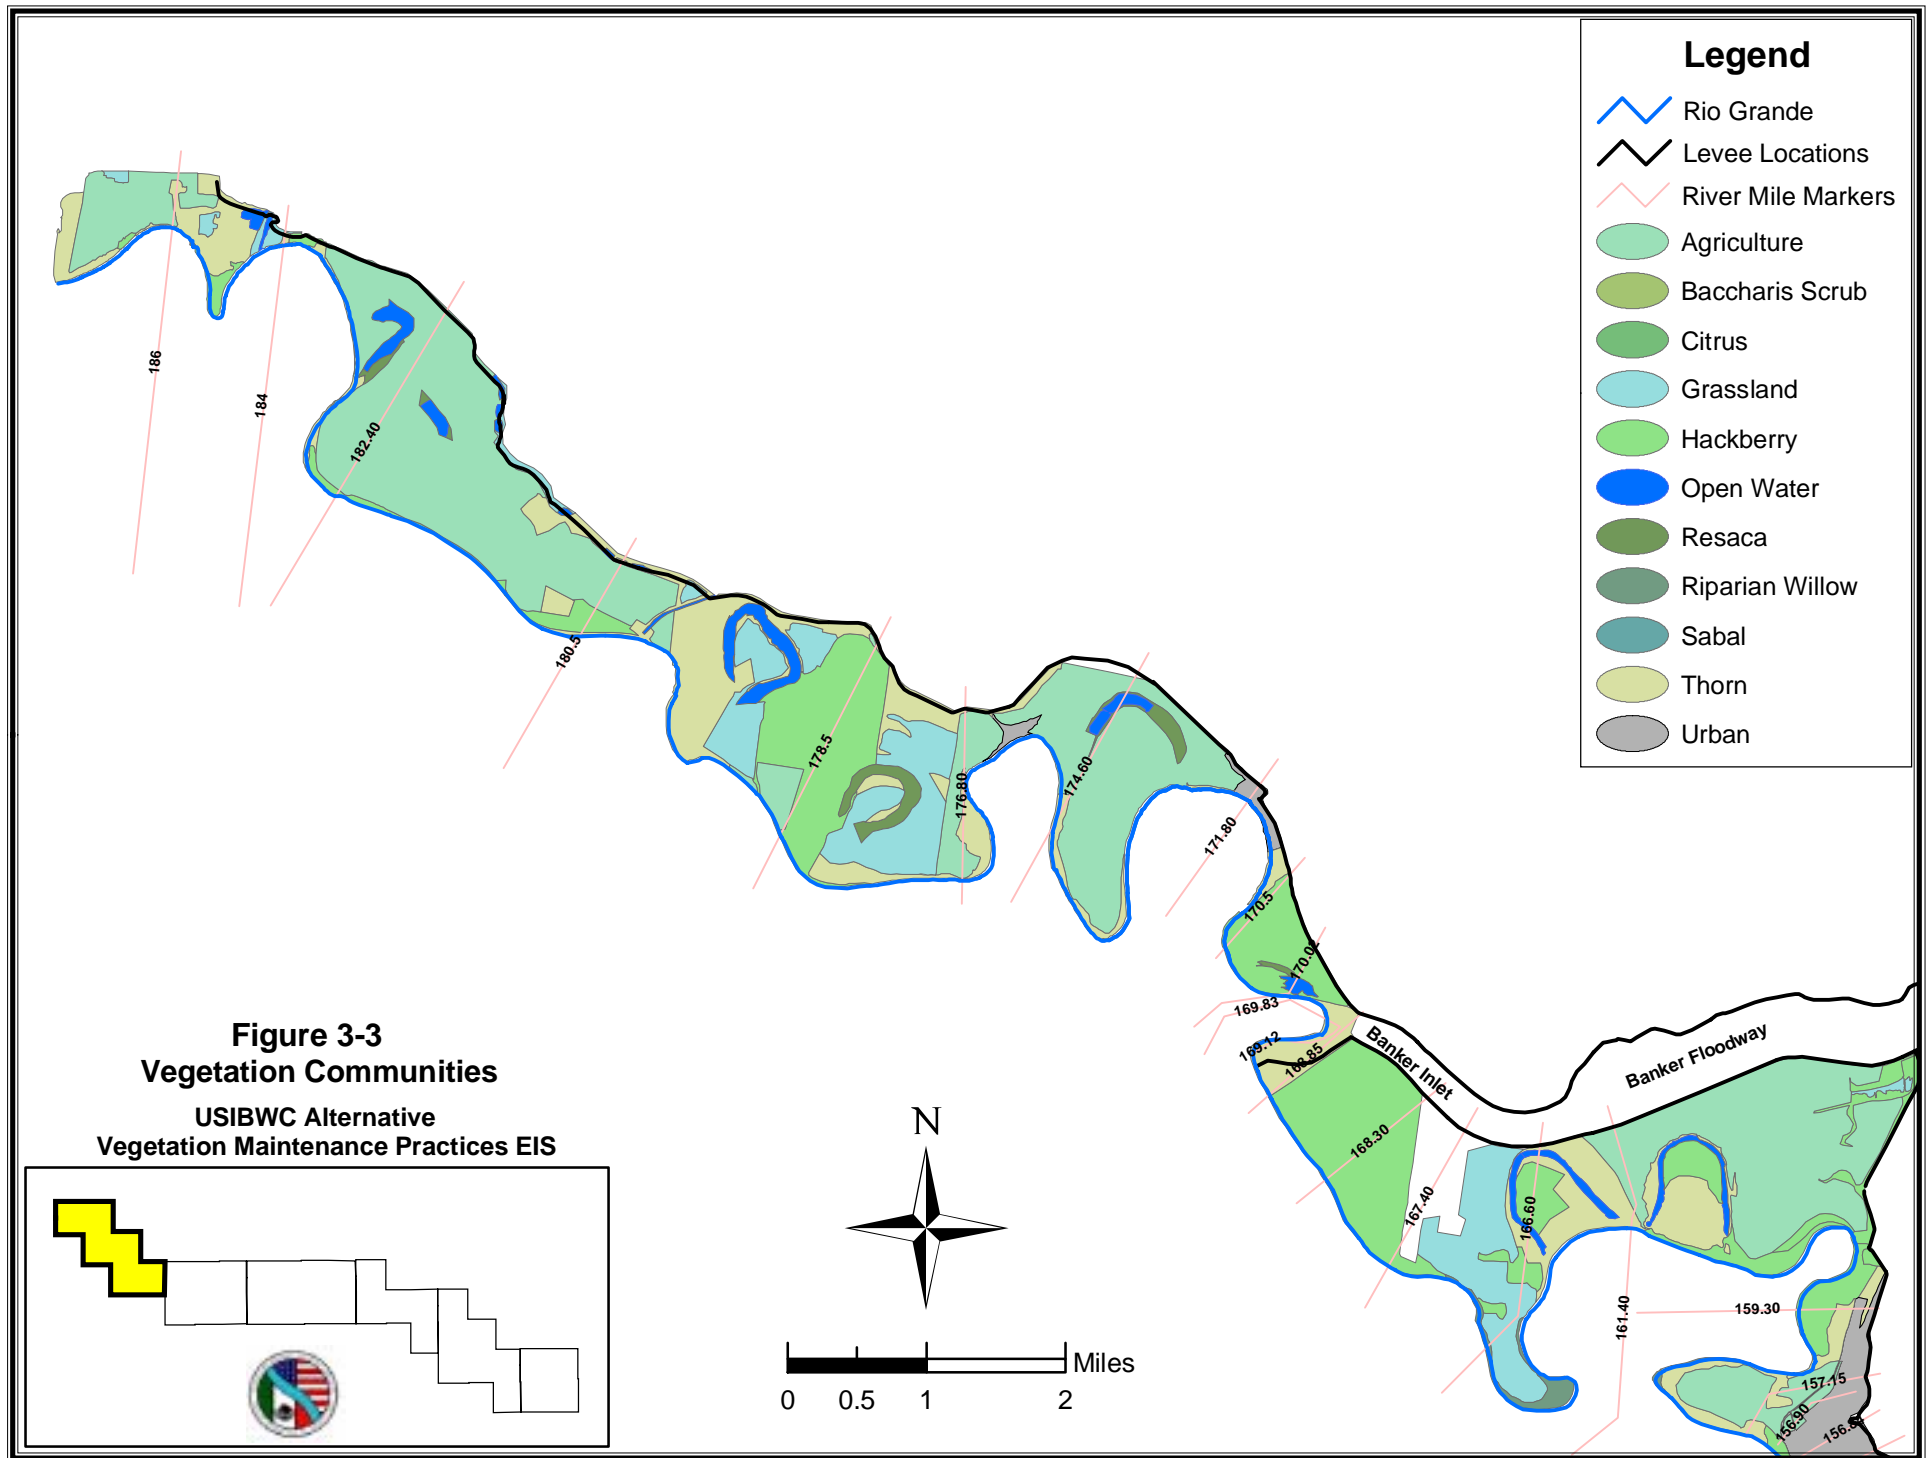 Legend
Rio Grande
Levee Locations
River Mile Markers
Agriculture
Baccharis Scrub
Citrus
Grassland
Hackberry
Open Water
Resaca
Riparian Willow
Sabal
Thorn
Urban
186
184
182.40
180.5
178.5
176.80
174.60
171.80
170.5
170.02
169.83
169.12
168.85
168.30
167.40
166.60
161.40
159.30
157.15
156.90
Banker Inlet
Banker Floodway
Figure 3-3
Vegetation Communities
USIBWC Alternative
Vegetation Maintenance Practices EIS
N
Miles
0 0.5 1 2